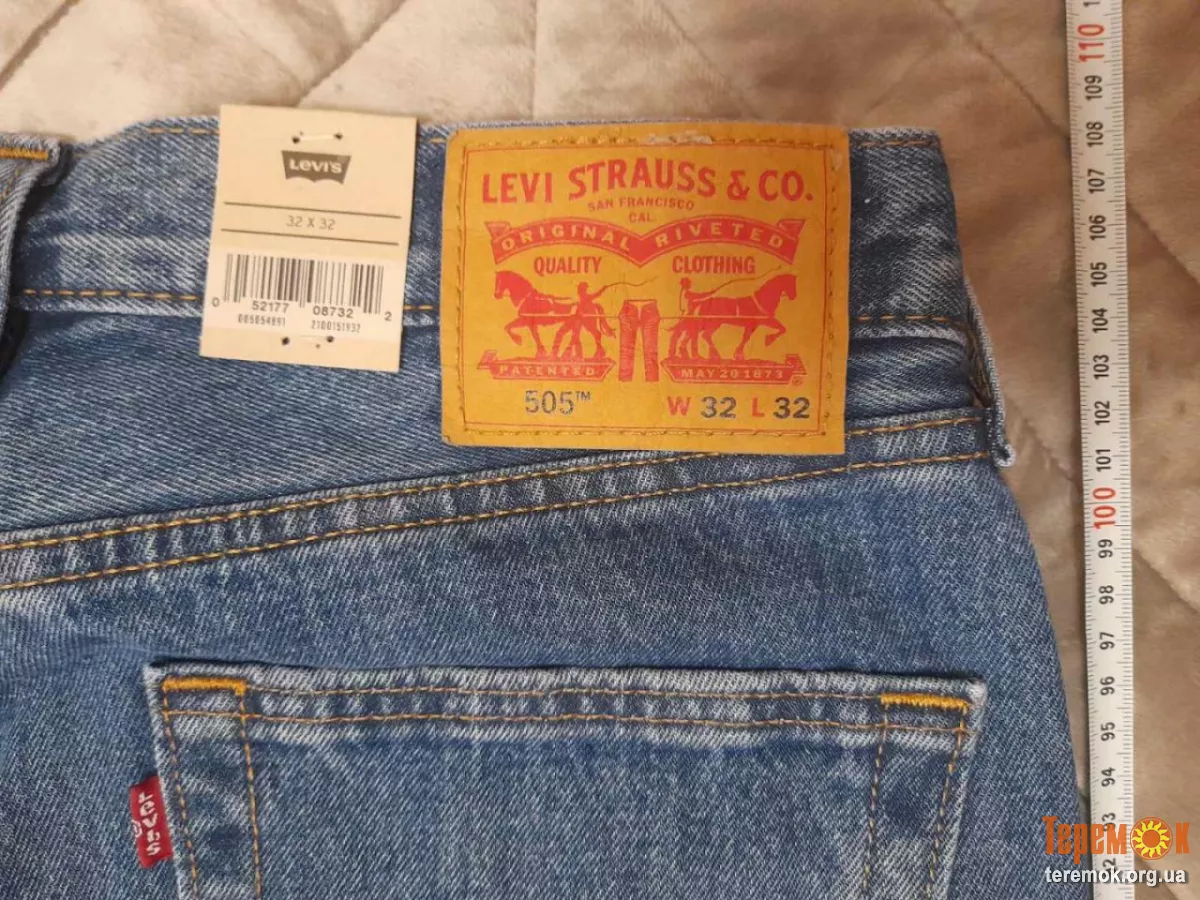 LEVI'S
32 X 32
0 52177 08732 2
005054891 2100151932
LEVI STRAUSS & CO.
SAN FRANCISCO
CAL.
ORIGINAL RIVETED
QUALITY CLOTHING
PATENTED MAY 20 1873
®
505™ W 32 L 32
LEVI'S
®
110
109
108
107
106
105
104
103
102
101
100
99
98
97
96
95
94
93
Теремок
teremok.org.ua